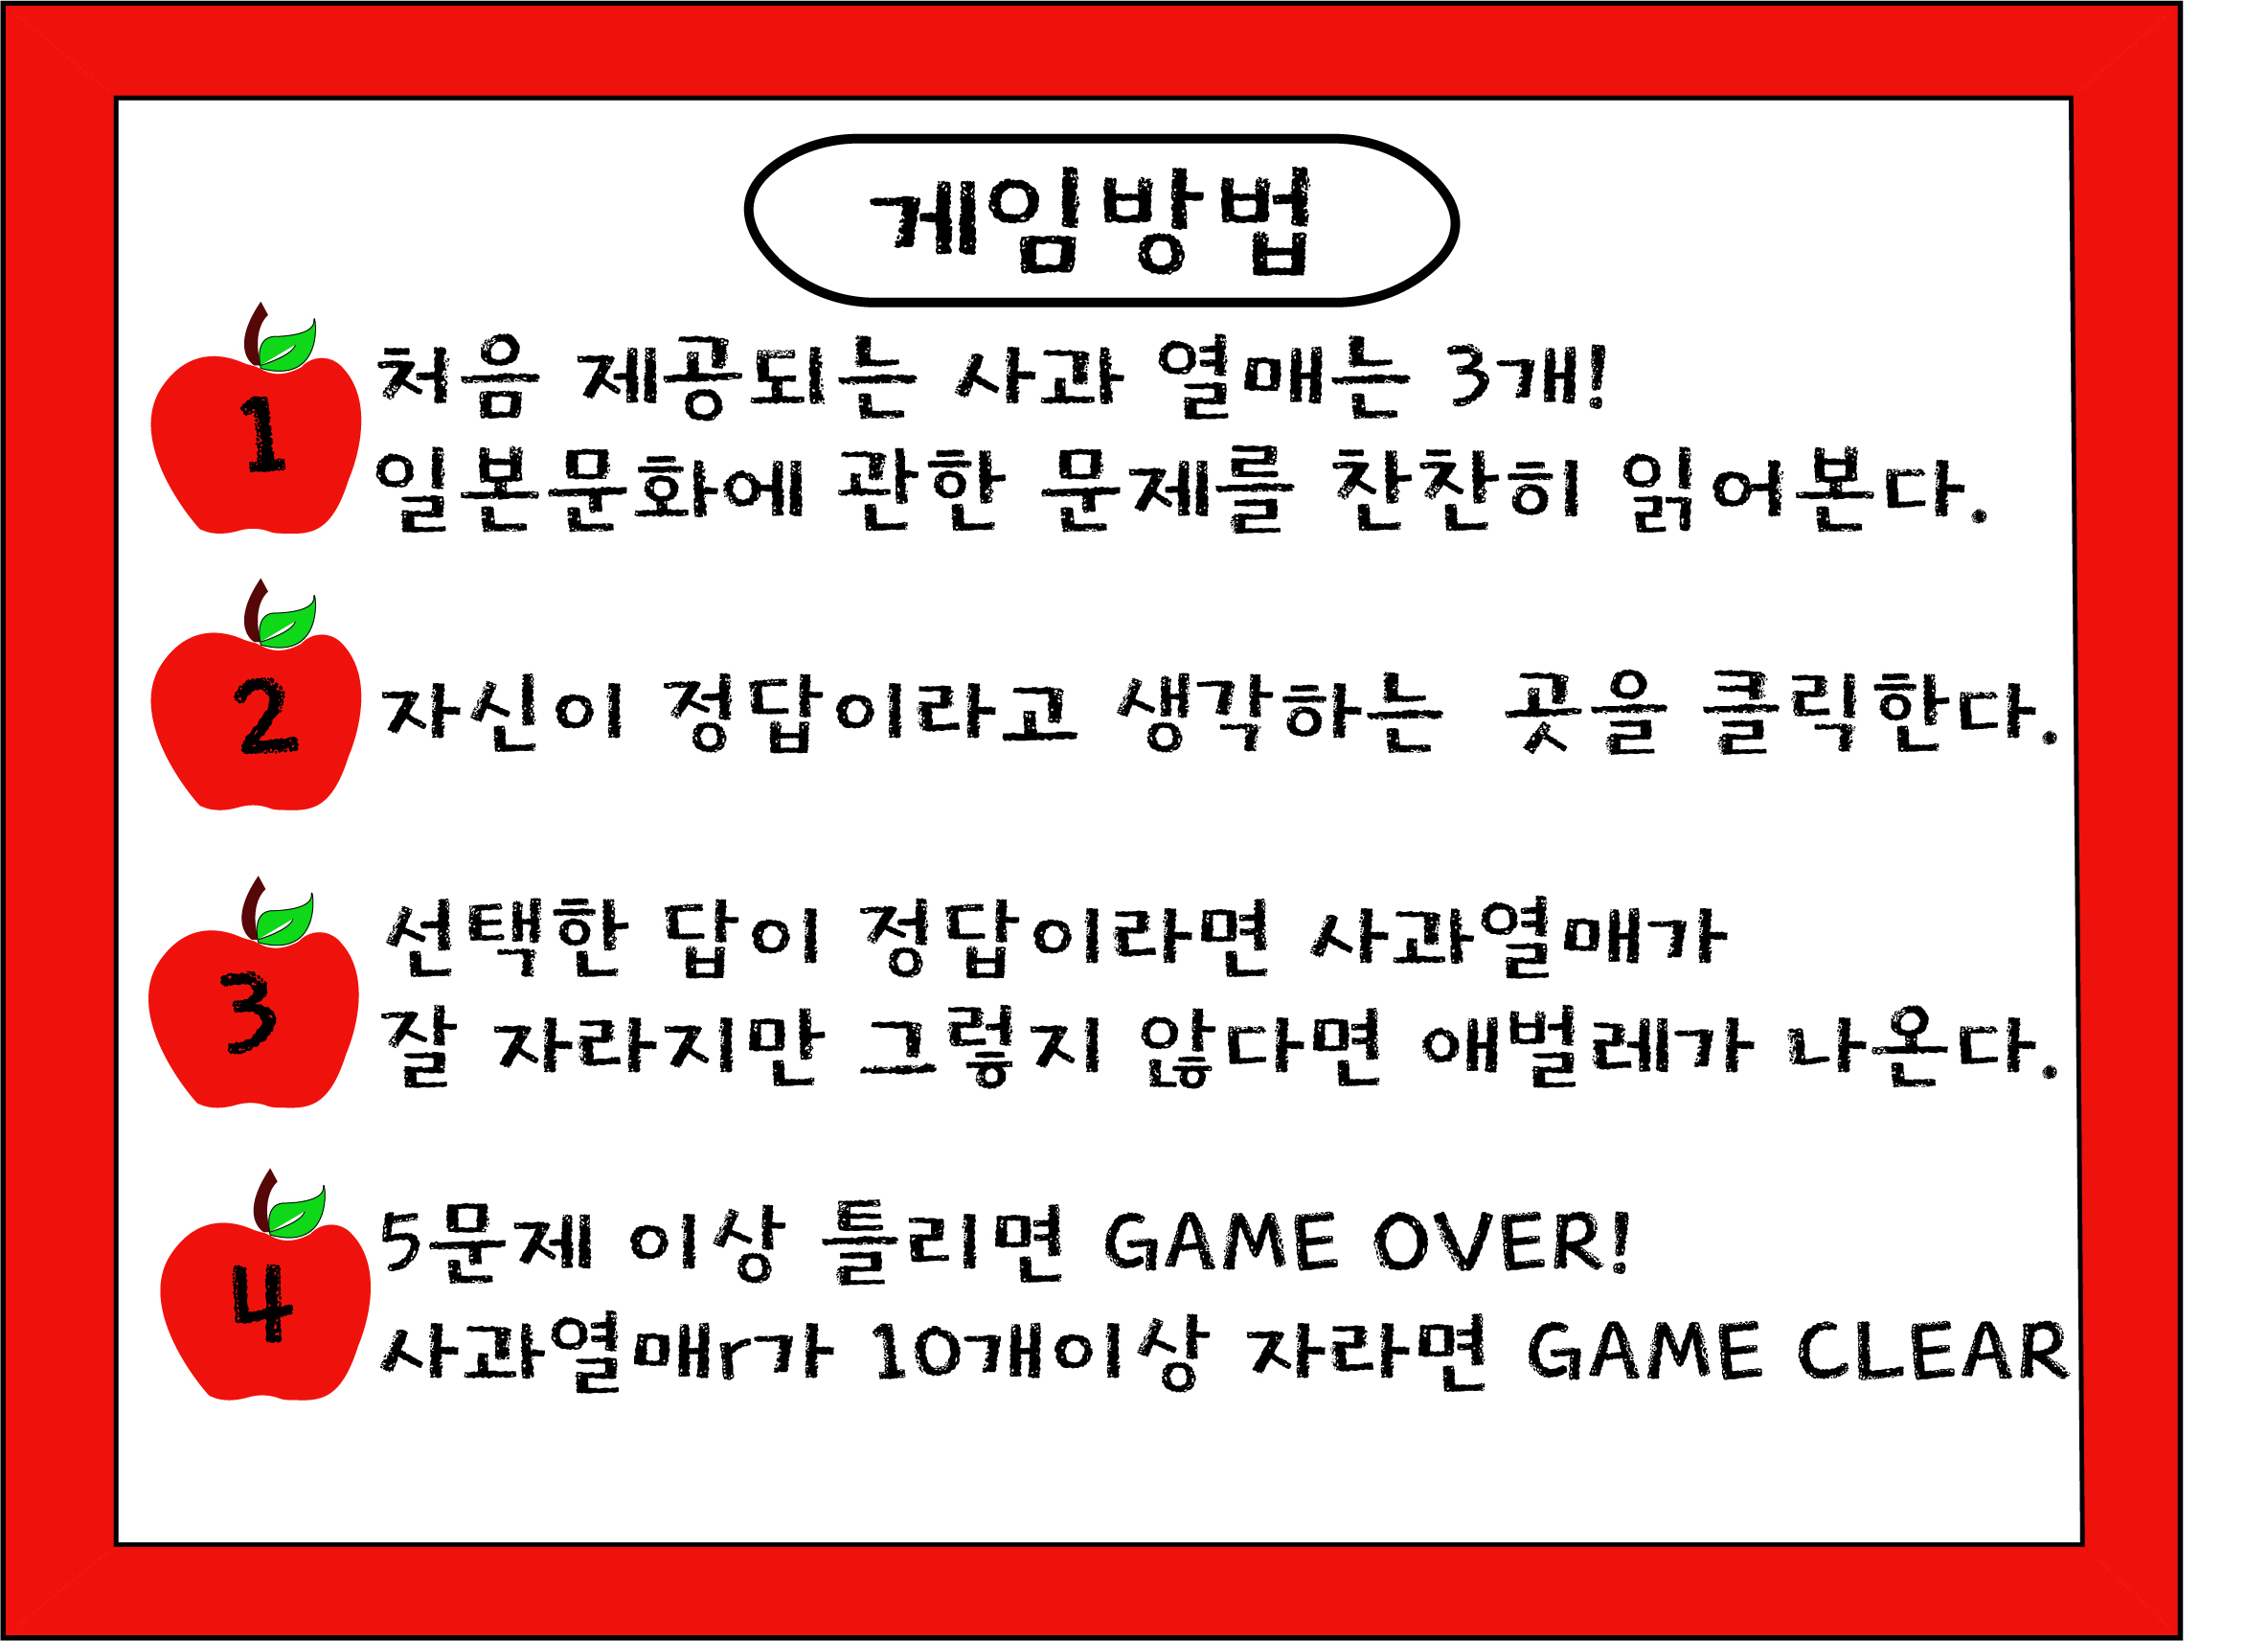 게임방법
1
처음 제공되는 사과 열매는 3개!
일본문화에 관한 문제를 찬찬히 읽어본다.
2
자신이 정답이라고 생각하는 곳을 클릭한다.
3
선택한 답이 정답이라면 사과열매가
잘 자라지만 그렇지 않다면 애벌레가 나온다.
4
5문제 이상 틀리면 GAME OVER!
사과열매r가 10개이상 자라면 GAME CLEAR